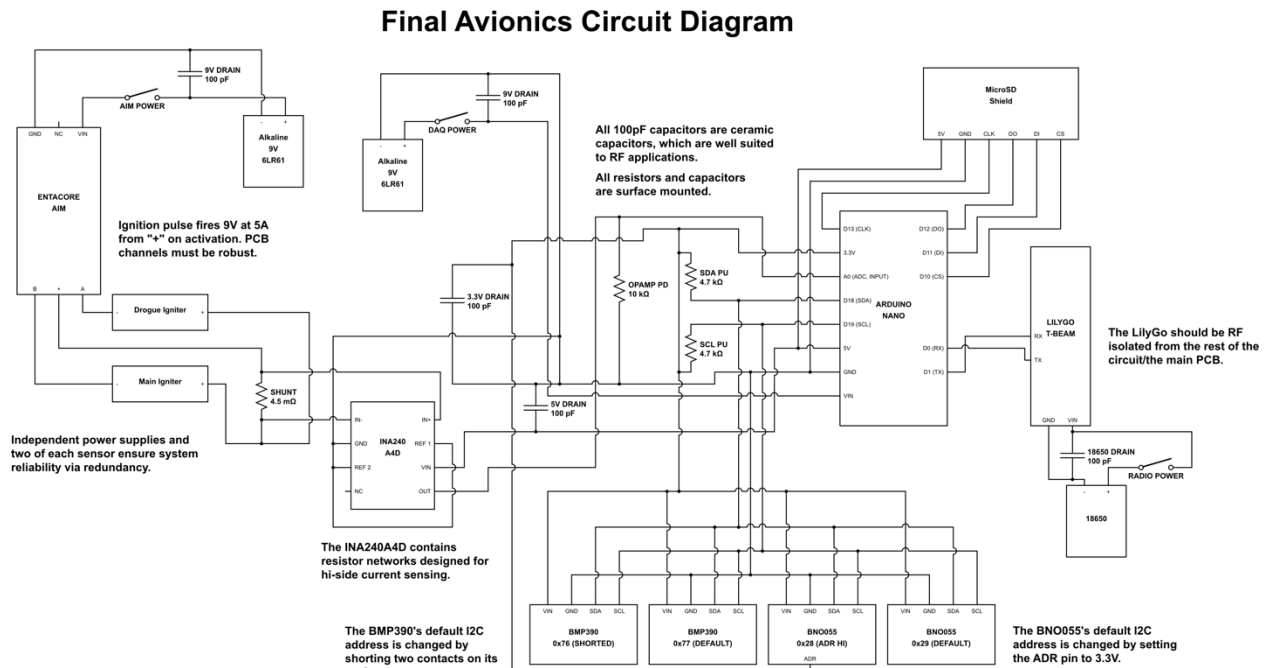 Final Avionics Circuit Diagram
9V DRAIN
100 pF
AIM POWER
GND NC VIN
- +
Alkaline
9V
6LR61
ENTACORE
AIM
B + A
Ignition pulse fires 9V at 5A
from "+" on activation. PCB
channels must be robust.
- Drogue Igniter +
- Main Igniter +
SHUNT
4.5 mΩ
Independent power supplies and
two of each sensor ensure system
reliability via redundancy.
9V DRAIN
100 pF
DAQ POWER
- +
Alkaline
9V
6LR61
All 100pF capacitors are ceramic
capacitors, which are well suited
to RF applications.
All resistors and capacitors
are surface mounted.
3.3V DRAIN
100 pF
OPAMP PD
10 kΩ
SDA PU
4.7 kΩ
SCL PU
4.7 kΩ
5V DRAIN
100 pF
IN- IN+
GND REF 1
REF 2 VIN
NC OUT
INA240
A4D
The INA240A4D contains
resistor networks designed for
hi-side current sensing.
MicroSD
Shield
5V GND CLK DO DI CS
D13 (CLK) D12 (DO)
3.3V D11 (DI)
A0 (ADC, INPUT) D10 (CS)
D18 (SDA)
ARDUINO
NANO
D19 (SCL)
5V D0 (RX)
GND D1 (TX)
VIN
LILYGO
T-BEAM
RX
TX
GND VIN
The LilyGo should be RF
isolated from the rest of the
circuit/the main PCB.
18650 DRAIN
100 pF
RADIO POWER
- +
18650
VIN GND SDA SCL
BMP390
0x76 (SHORTED)
VIN GND SDA SCL
BMP390
0x77 (DEFAULT)
VIN GND SDA SCL
BNO055
0x28 (ADR HI)
ADR
VIN GND SDA SCL
BNO055
0x29 (DEFAULT)
The BMP390's default I2C
address is changed by
shorting two contacts on its
The BNO055's default I2C
address is changed by setting
the ADR pin to 3.3V.